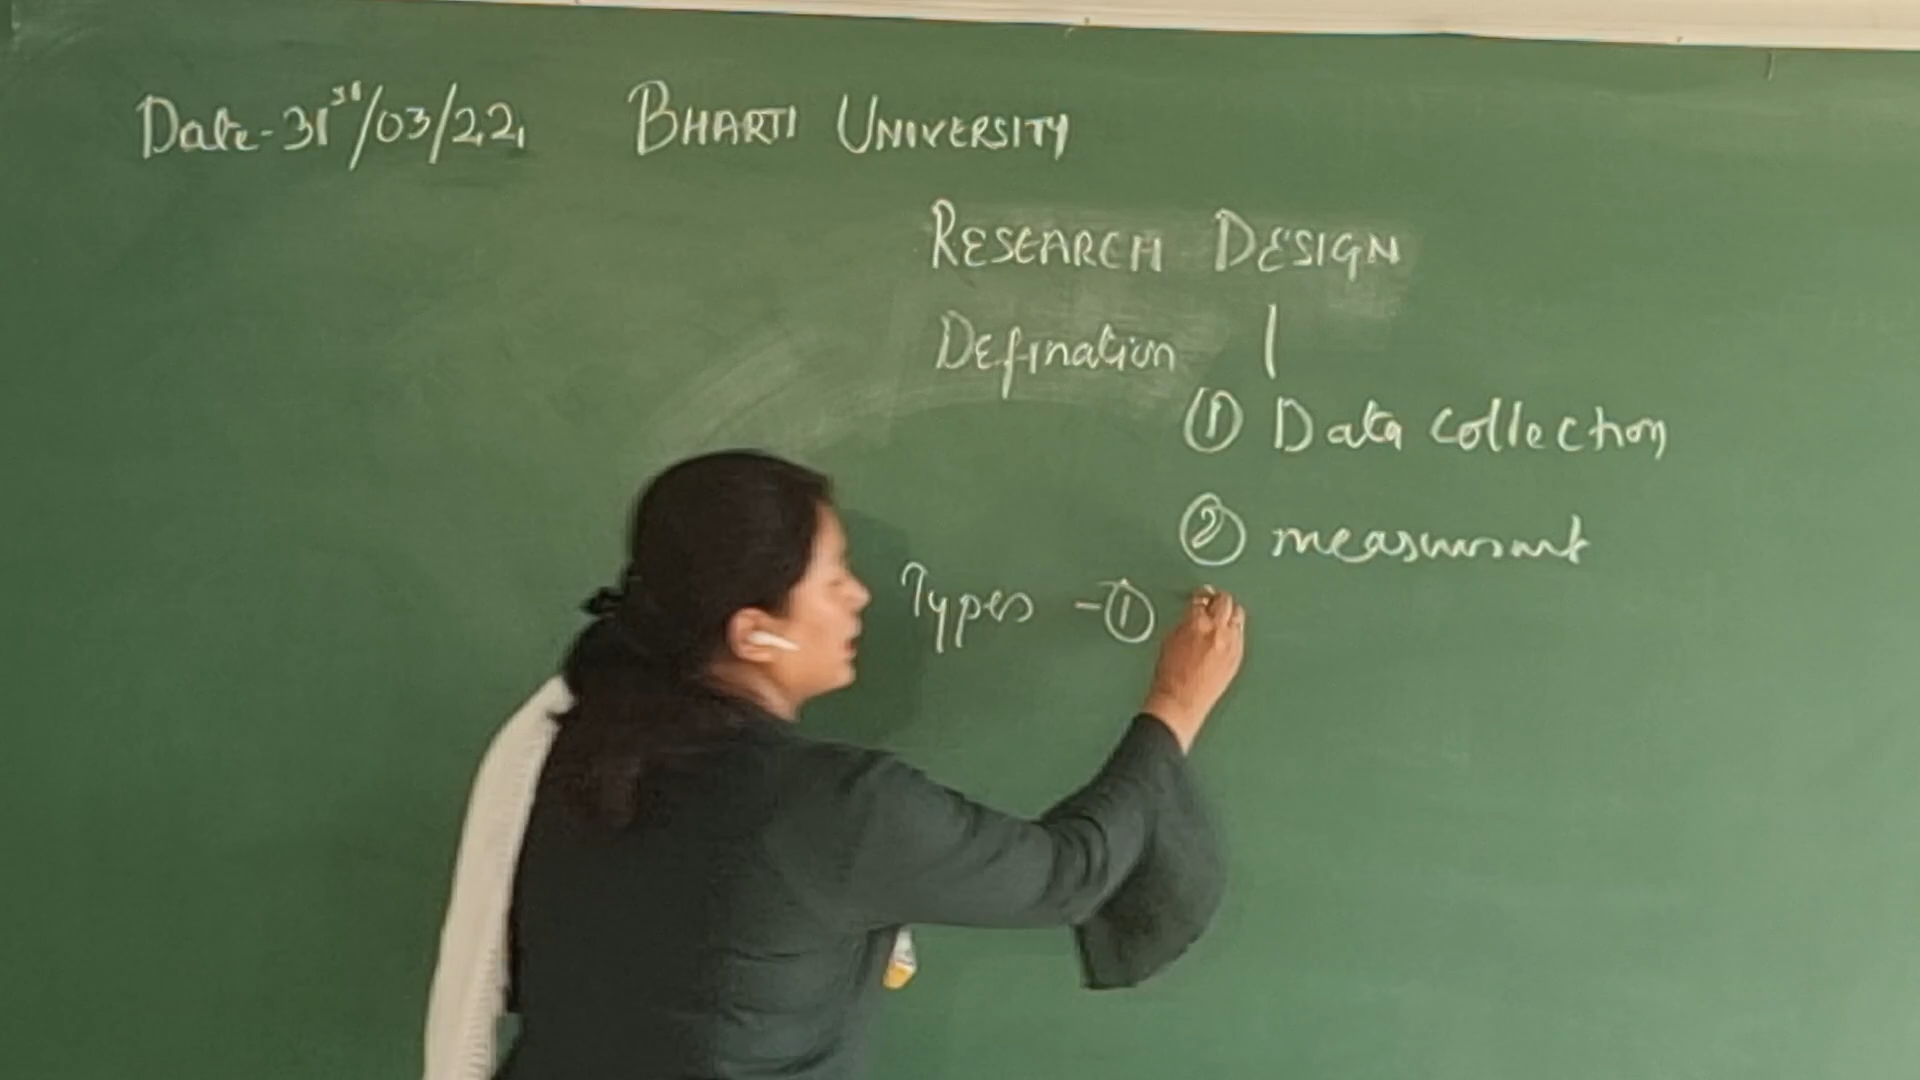 Date-31st/03/22, BHARTI UNIVERSITY
RESEARCH DESIGN
Defination
① Data collection
② measurment
Types -①